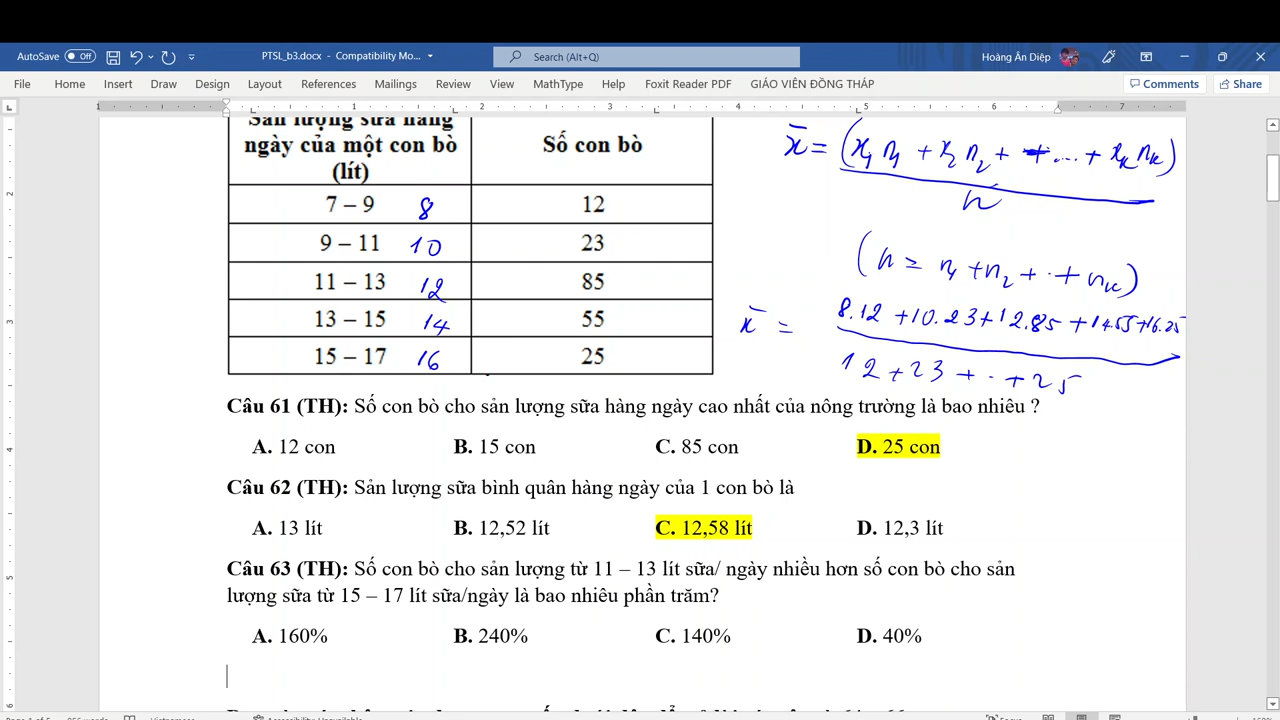 AutoSave Off PTSL_b3.docx - Compatibility Mo... Search (Alt+Q) Hoàng Ân Diệp
File Home Insert Draw Design Layout References Mailings Review View MathType Help Foxit Reader PDF GIÁO VIÊN ĐỒNG THÁP Comments Share
1 1 2 3 4 5 6 7
Sản lượng sữa hàng
ngày của một con bò
(lít)
Số con bò
7 – 9 8 12
9 – 11 10 23
11 – 13 12 85
13 – 15 14 55
15 – 17 16 25
x̄ = (x₁n₁ + x₂n₂ + ... + xₖnₖ)
n
(n = n₁ + n₂ + ... + nₖ)
x̄ = 8.12 + 10.23 + 12.85 + 14.55 + 16.25
12 + 23 + .. + 25
Câu 61 (TH): Số con bò cho sản lượng sữa hàng ngày cao nhất của nông trường là bao nhiêu ?
A. 12 con B. 15 con C. 85 con D. 25 con
Câu 62 (TH): Sản lượng sữa bình quân hàng ngày của 1 con bò là
A. 13 lít B. 12,52 lít C. 12,58 lít D. 12,3 lít
Câu 63 (TH): Số con bò cho sản lượng từ 11 – 13 lít sữa/ ngày nhiều hơn số con bò cho sản
lượng sữa từ 15 – 17 lít sữa/ngày là bao nhiêu phần trăm?
A. 160% B. 240% C. 140% D. 40%